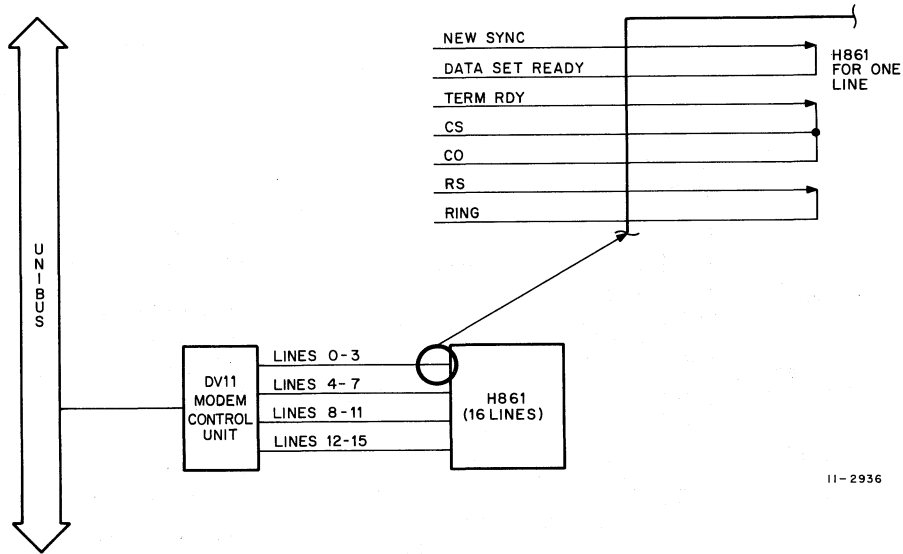 NEW SYNC
DATA SET READY
TERM RDY
CS
CO
RS
RING
H861
FOR ONE
LINE
UNIBUS
DV11
MODEM
CONTROL
UNIT
LINES 0-3
LINES 4-7
LINES 8-11
LINES 12-15
H861
(16 LINES)
11-2936